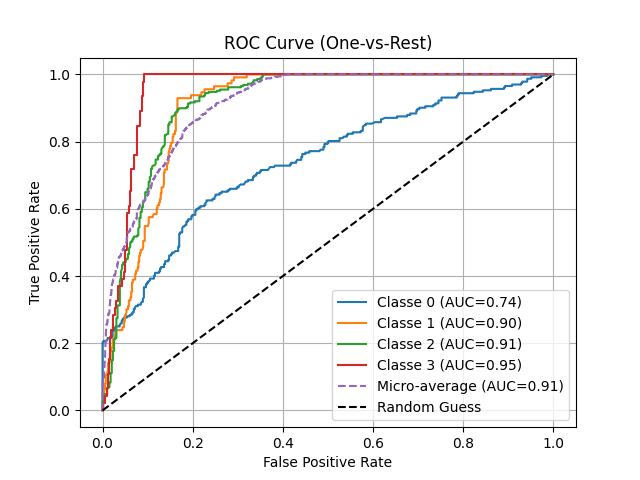 ROC Curve (One-vs-Rest)
True Positive Rate
1.0
0.8
0.6
0.4
0.2
0.0
Classe 0 (AUC=0.74)
Classe 1 (AUC=0.90)
Classe 2 (AUC=0.91)
Classe 3 (AUC=0.95)
Micro-average (AUC=0.91)
Random Guess
0.0 0.2 0.4 0.6 0.8 1.0
False Positive Rate